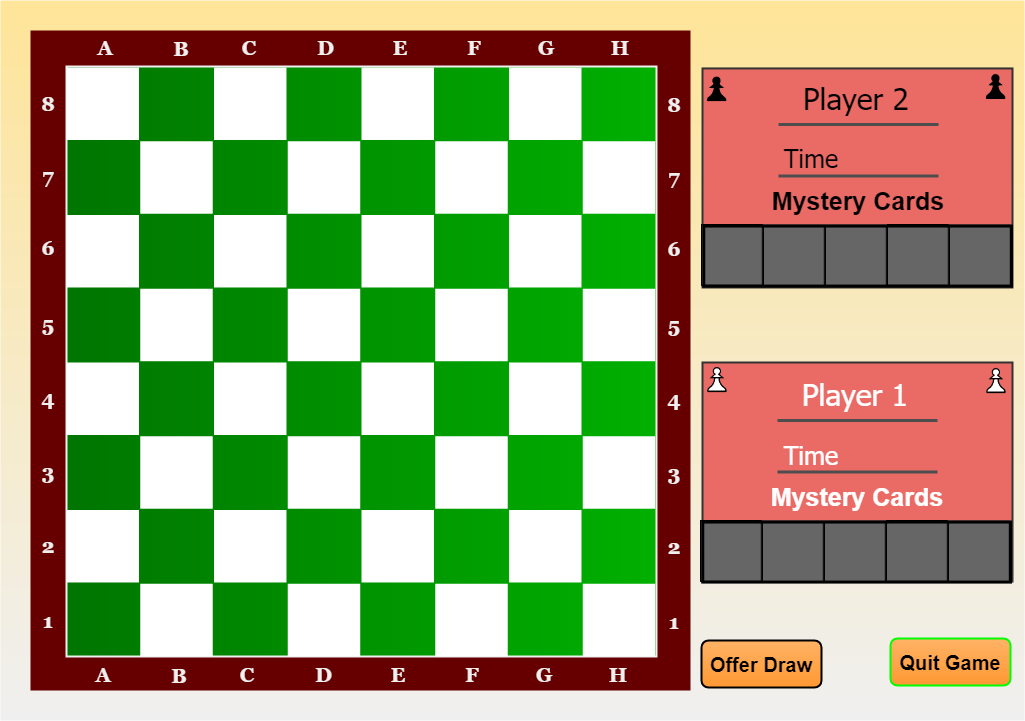 A B C D E F G H
8 8
7 7
6 6
5 5
4 4
3 3
2 2
1 1
A B C D E F G H
Player 2
Time
Mystery Cards
Player 1
Time
Mystery Cards
Offer Draw
Quit Game